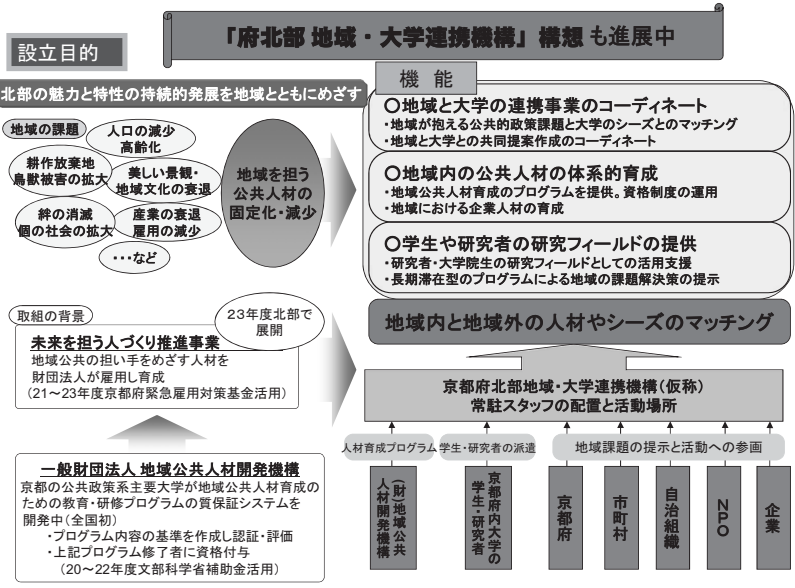 「府北部 地域・大学連携機構」構想も進展中
設立目的
北部の魅力と特性の持続的発展を地域とともにめざす
地域の課題
人口の減少
高齢化
耕作放棄地
鳥獣被害の拡大
美しい景観・
地域文化の衰退
絆の消滅
個の社会の拡大
産業の衰退
雇用の減少
・・・など
地域を担う
公共人材の
固定化・減少
機 能
〇地域と大学の連携事業のコーディネート
・地域が抱える公共的政策課題と大学のシーズとのマッチング
・地域と大学との共同提案作成のコーディネート
〇地域内の公共人材の体系的育成
・地域公共人材育成のプログラムを提供。資格制度の運用
・地域における企業人材の育成
〇学生や研究者の研究フィールドの提供
・研究者・大学院生の研究フィールドとしての活用支援
・長期滞在型のプログラムによる地域の課題解決策の提示
地域内と地域外の人材やシーズのマッチング
取組の背景
23年度北部で
展開
未来を担う人づくり推進事業
地域公共の担い手をめざす人材を
財団法人が雇用し育成
(21~23年度京都府緊急雇用対策基金活用)
一般財団法人 地域公共人材開発機構
京都の公共政策系主要大学が地域公共人材育成の
ための教育・研修プログラムの質保証システムを
開発中(全国初)
・プログラム内容の基準を作成し認証・評価
・上記プログラム修了者に資格付与
(20~22年度文部科学省補助金活用)
京都府北部地域・大学連携機構(仮称)
常駐スタッフの配置と活動場所
人材育成プログラム
学生・研究者の派遣
地域課題の提示と活動への参画
(財)地域公共
人材開発機構
京都府内大学の
学生・研究者
京都府
市町村
自治組織
NPO
企業